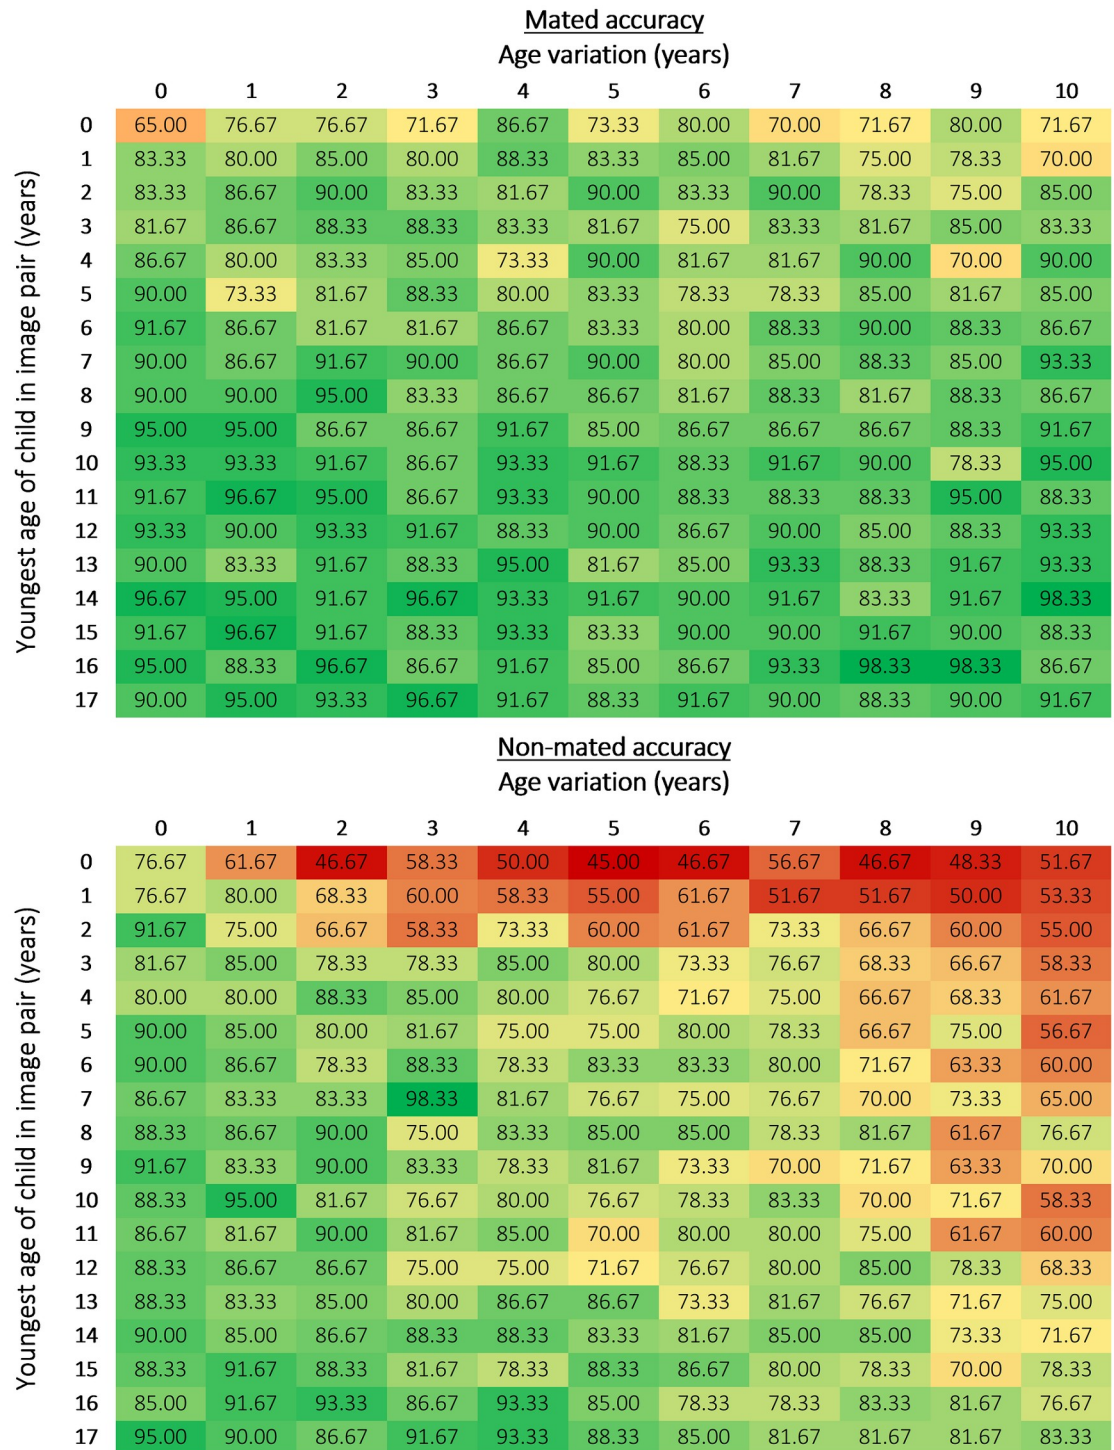 Mated accuracy
Age variation (years)
0 1 2 3 4 5 6 7 8 9 10
Youngest age of child in image pair (years)
0 65.00 76.67 76.67 71.67 86.67 73.33 80.00 70.00 71.67 80.00 71.67
1 83.33 80.00 85.00 80.00 88.33 83.33 85.00 81.67 75.00 78.33 70.00
2 83.33 86.67 90.00 83.33 81.67 90.00 83.33 90.00 78.33 75.00 85.00
3 81.67 86.67 88.33 88.33 83.33 81.67 75.00 83.33 81.67 85.00 83.33
4 86.67 80.00 83.33 85.00 73.33 90.00 81.67 81.67 90.00 70.00 90.00
5 90.00 73.33 81.67 88.33 80.00 83.33 78.33 78.33 85.00 81.67 85.00
6 91.67 86.67 81.67 81.67 86.67 83.33 80.00 88.33 90.00 88.33 86.67
7 90.00 86.67 91.67 90.00 86.67 90.00 80.00 85.00 88.33 85.00 93.33
8 90.00 90.00 95.00 83.33 86.67 86.67 81.67 88.33 81.67 88.33 86.67
9 95.00 95.00 86.67 86.67 91.67 85.00 86.67 86.67 86.67 88.33 91.67
10 93.33 93.33 91.67 86.67 93.33 91.67 88.33 91.67 90.00 78.33 95.00
11 91.67 96.67 95.00 86.67 93.33 90.00 88.33 88.33 88.33 95.00 88.33
12 93.33 90.00 93.33 91.67 88.33 90.00 86.67 90.00 85.00 88.33 93.33
13 90.00 83.33 91.67 88.33 95.00 81.67 85.00 93.33 88.33 91.67 93.33
14 96.67 95.00 91.67 96.67 93.33 91.67 90.00 91.67 83.33 91.67 98.33
15 91.67 96.67 91.67 88.33 93.33 83.33 90.00 90.00 91.67 90.00 88.33
16 95.00 88.33 96.67 86.67 91.67 85.00 86.67 93.33 98.33 98.33 86.67
17 90.00 95.00 93.33 96.67 91.67 88.33 91.67 90.00 88.33 90.00 91.67
Non-mated accuracy
Age variation (years)
0 1 2 3 4 5 6 7 8 9 10
Youngest age of child in image pair (years)
0 76.67 61.67 46.67 58.33 50.00 45.00 46.67 56.67 46.67 48.33 51.67
1 76.67 80.00 68.33 60.00 58.33 55.00 61.67 51.67 51.67 50.00 53.33
2 91.67 75.00 66.67 58.33 73.33 60.00 61.67 73.33 66.67 60.00 55.00
3 81.67 85.00 78.33 78.33 85.00 80.00 73.33 76.67 68.33 66.67 58.33
4 80.00 80.00 88.33 85.00 80.00 76.67 71.67 75.00 66.67 68.33 61.67
5 90.00 85.00 80.00 81.67 75.00 75.00 80.00 78.33 66.67 75.00 56.67
6 90.00 86.67 78.33 88.33 78.33 83.33 83.33 80.00 71.67 63.33 60.00
7 86.67 83.33 83.33 98.33 81.67 76.67 75.00 76.67 70.00 73.33 65.00
8 88.33 86.67 90.00 75.00 83.33 85.00 85.00 78.33 81.67 61.67 76.67
9 91.67 83.33 90.00 83.33 78.33 81.67 73.33 70.00 71.67 63.33 70.00
10 88.33 95.00 81.67 76.67 80.00 76.67 78.33 83.33 70.00 71.67 58.33
11 86.67 81.67 90.00 81.67 85.00 70.00 80.00 80.00 75.00 61.67 60.00
12 88.33 86.67 86.67 75.00 75.00 71.67 76.67 80.00 85.00 78.33 68.33
13 88.33 83.33 85.00 80.00 86.67 86.67 73.33 81.67 76.67 71.67 75.00
14 90.00 85.00 86.67 88.33 88.33 83.33 81.67 85.00 85.00 73.33 71.67
15 88.33 91.67 88.33 81.67 78.33 88.33 86.67 80.00 78.33 70.00 78.33
16 85.00 91.67 93.33 86.67 93.33 85.00 78.33 78.33 83.33 81.67 76.67
17 95.00 90.00 86.67 91.67 93.33 88.33 85.00 81.67 81.67 81.67 83.33